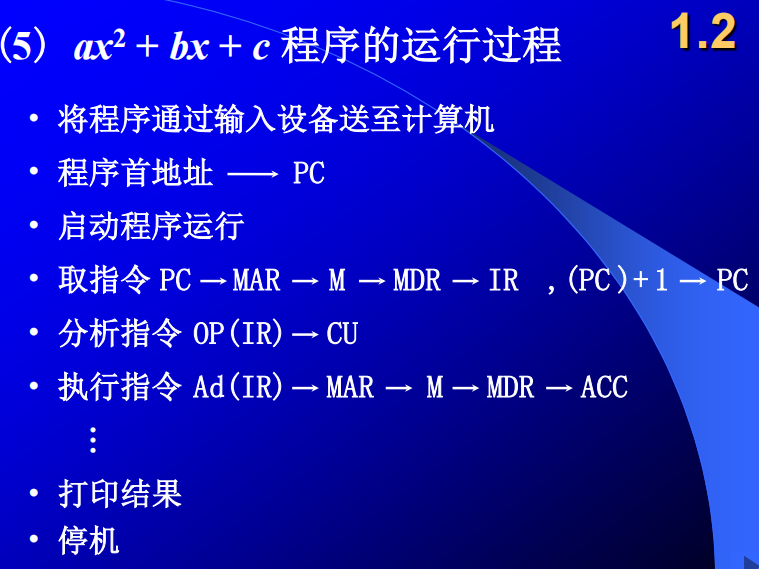 (5) ax² + bx + c 程序的运行过程
1.2
• 将程序通过输入设备送至计算机
• 程序首地址 → PC
• 启动程序运行
• 取指令 PC → MAR → M → MDR → IR ,(PC)+1 → PC
• 分析指令 OP(IR) → CU
• 执行指令 Ad(IR) → MAR → M → MDR → ACC
⋮
• 打印结果
• 停机